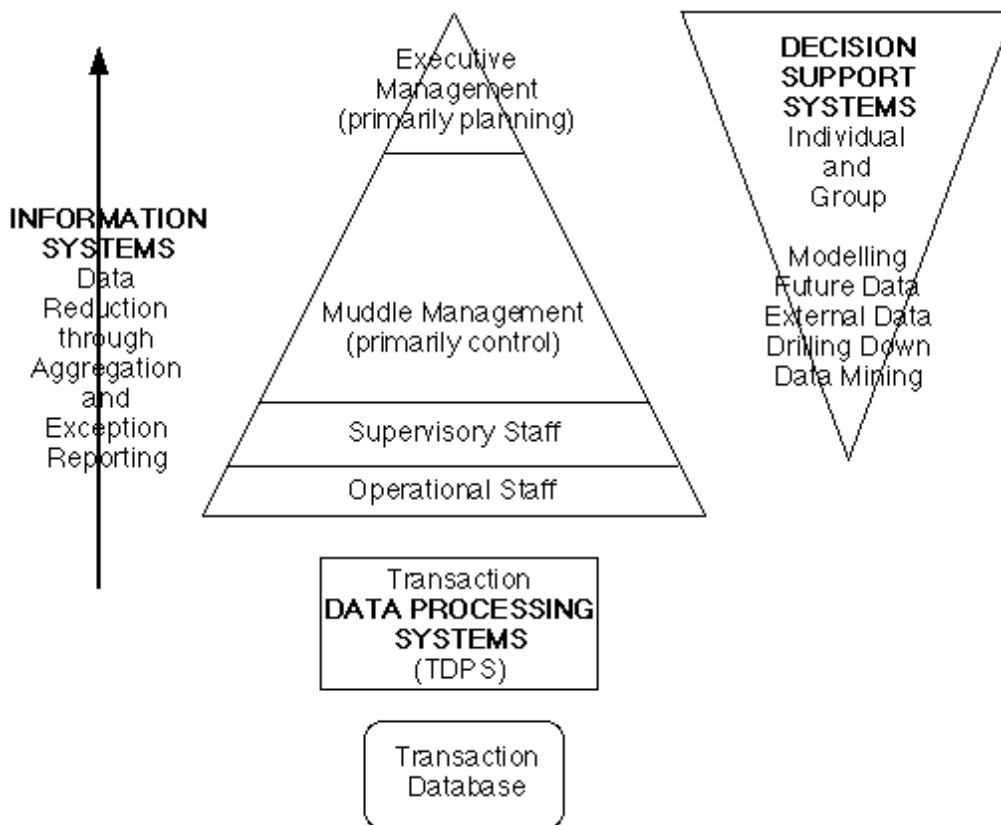 INFORMATION
SYSTEMS
Data
Reduction
through
Aggregation
and
Exception
Reporting
Executive
Management
(primarily planning)
Muddle Management
(primarily control)
Supervisory Staff
Operational Staff
Transaction
DATA PROCESSING
SYSTEMS
(TDPS)
Transaction
Database
DECISION
SUPPORT
SYSTEMS
Individual
and
Group
Modelling
Future Data
External Data
Drilling Down
Data Mining